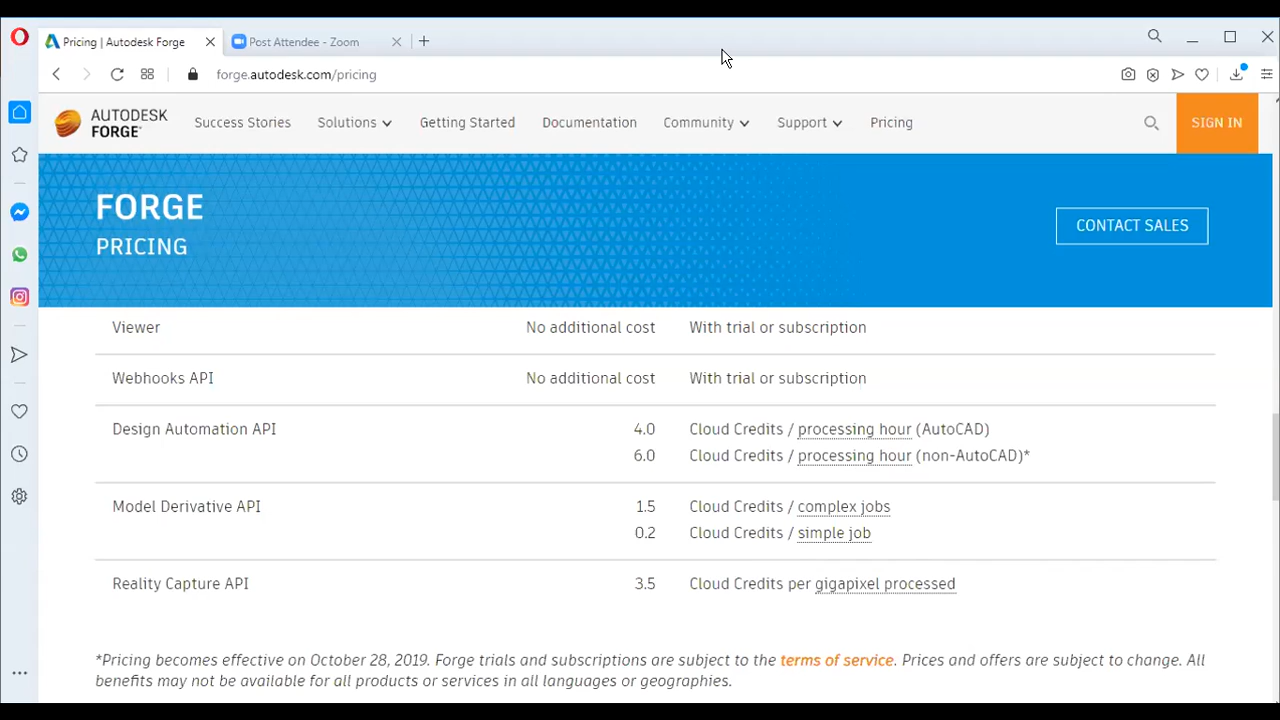 Pricing | Autodesk Forge
Post Attendee - Zoom
forge.autodesk.com/pricing
AUTODESK
FORGE
Success Stories
Solutions
Getting Started
Documentation
Community
Support
Pricing
SIGN IN
FORGE
PRICING
CONTACT SALES
Viewer No additional cost With trial or subscription
Webhooks API No additional cost With trial or subscription
Design Automation API 4.0 Cloud Credits / processing hour (AutoCAD)
6.0 Cloud Credits / processing hour (non-AutoCAD)*
Model Derivative API 1.5 Cloud Credits / complex jobs
0.2 Cloud Credits / simple job
Reality Capture API 3.5 Cloud Credits per gigapixel processed
*Pricing becomes effective on October 28, 2019. Forge trials and subscriptions are subject to the terms of service. Prices and offers are subject to change. All
benefits may not be available for all products or services in all languages or geographies.